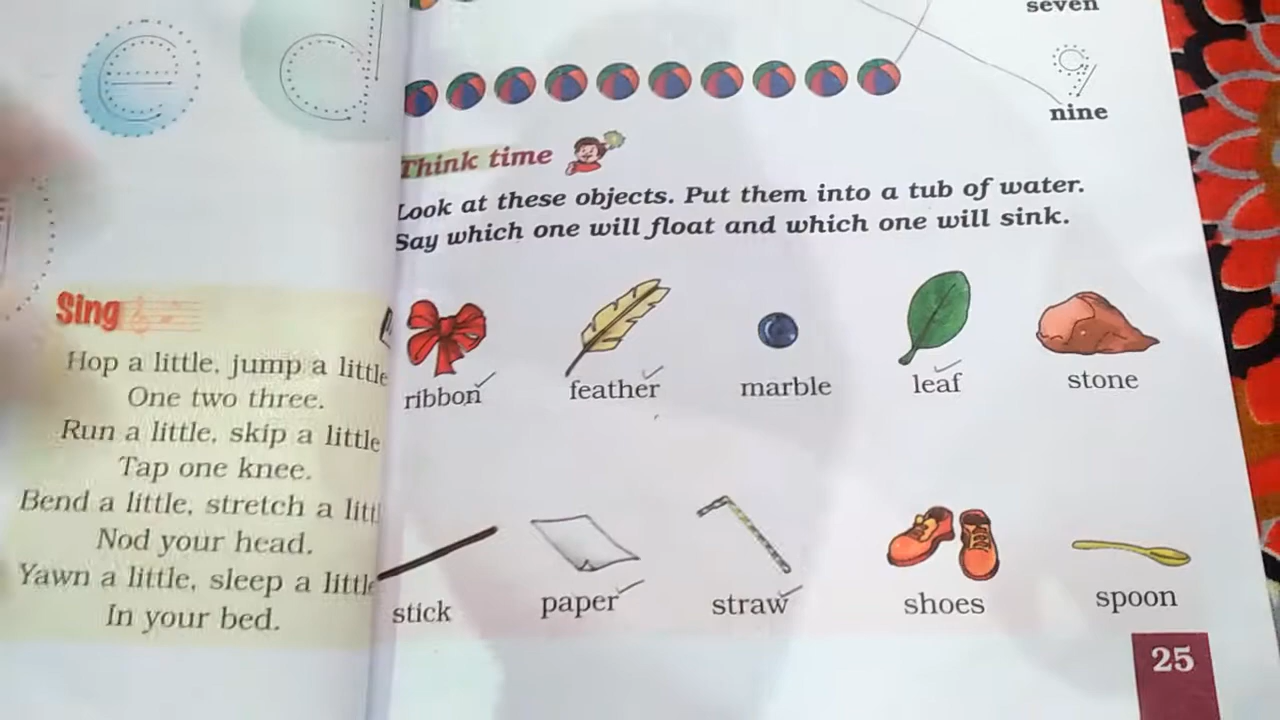 e d
Sing
Hop a little, jump a little
One two three.
Run a little, skip a little
Tap one knee.
Bend a little, stretch a
Nod your head.
Yawn a little, sleep a little
In your bed.
seven
9
nine
Think time
Look at these objects. Put them into a tub of water.
Say which one will float and which one will sink.
ribbon feather marble leaf stone
stick paper straw shoes spoon
25